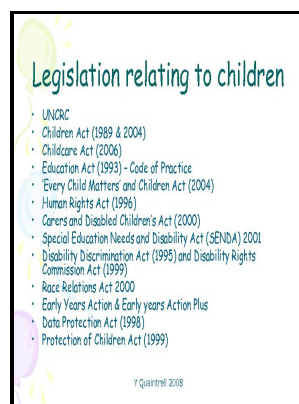 Legislation relating to children
• UNCRC
• Children Act (1989 & 2004)
• Childcare Act (2006)
• Education Act (1993) - Code of Practice
• 'Every Child Matters' and Children Act (2004)
• Human Rights Act (1996)
• Carers and Disabled Children's Act (2000)
• Special Education Needs and Disability Act (SENDA) 2001
• Disability Discrimination Act (1995) and Disability Rights
Commission Act (1999)
• Race Relations Act 2000
• Early Years Action & Early years Action Plus
• Data Protection Act (1998)
• Protection of Children Act (1999)
Y Quaintrell 2008